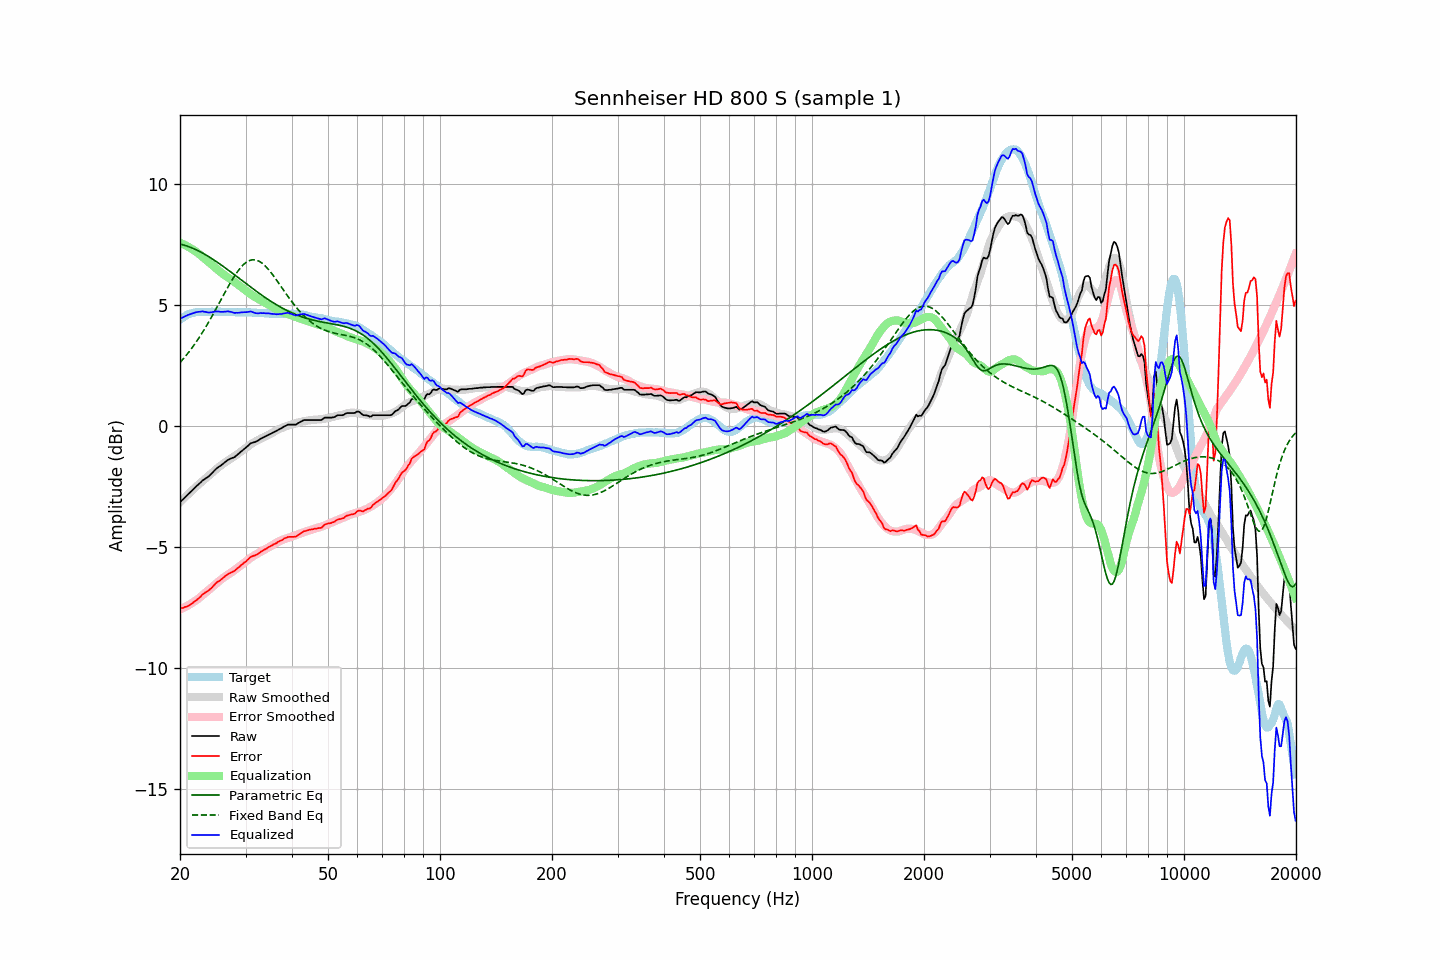 Sennheiser HD 800 S (sample 1)
10
5
0
−5
−10
−15
Amplitude (dBr)
Target
Raw Smoothed
Error Smoothed
Raw
Error
Equalization
Parametric Eq
Fixed Band Eq
Equalized
20 50 100 200 500 1000 2000 5000 10000 20000
Frequency (Hz)